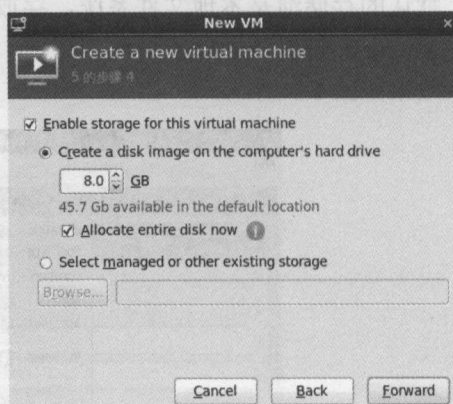 New VM
Create a new virtual machine
5 的步骤 4
Enable storage for this virtual machine
Create a disk image on the computer's hard drive
8.0 GB
45.7 Gb available in the default location
Allocate entire disk now
Select managed or other existing storage
Browse...
Cancel Back Forward